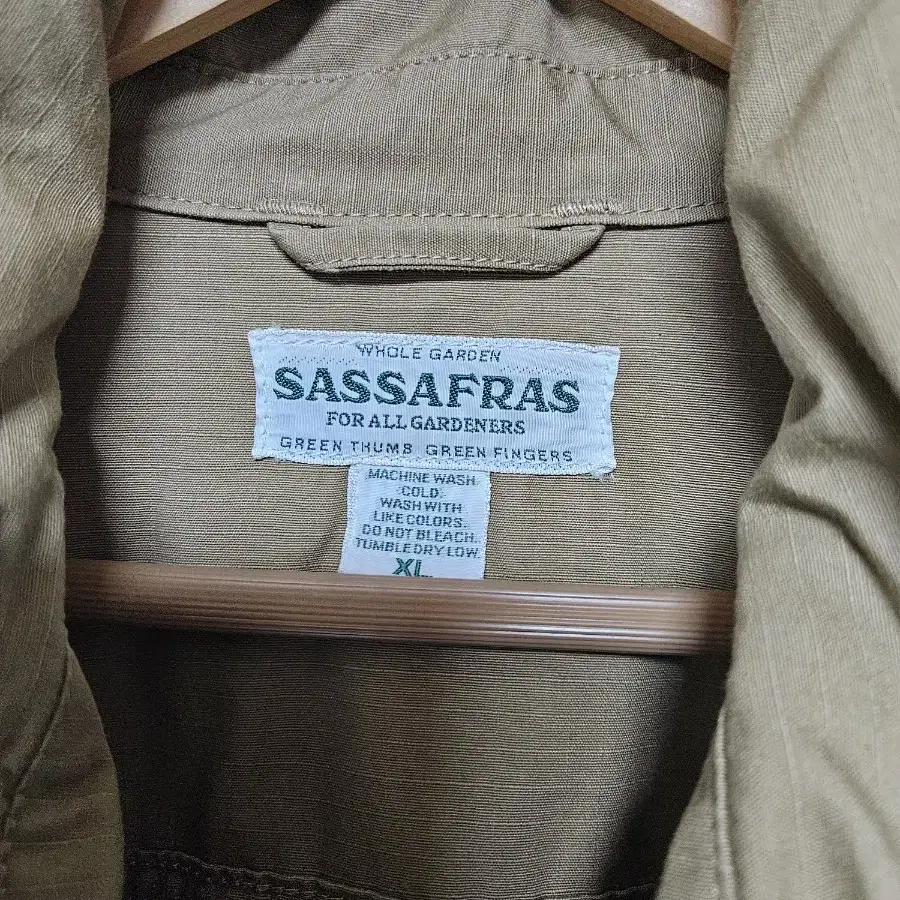 WHOLE GARDEN
SASSAFRAS
FOR ALL GARDENERS
GREEN THUMB GREEN FINGERS
MACHINE WASH
COLD.
WASH WITH
LIKE COLORS.
DO NOT BLEACH.
TUMBLE DRY LOW
XL